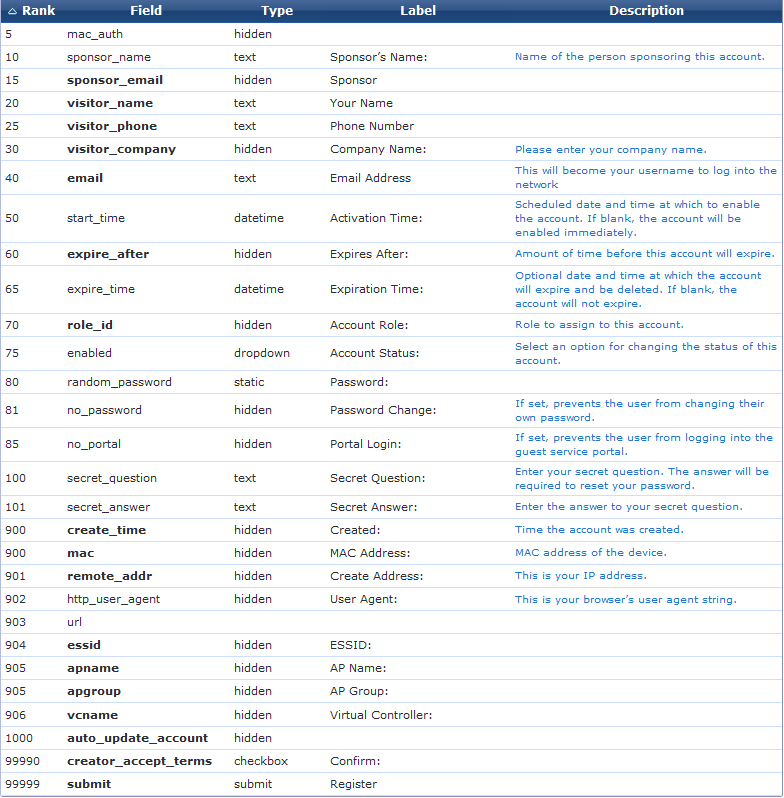 Rank Field Type Label Description
5 mac_auth hidden
10 sponsor_name text Sponsor's Name: Name of the person sponsoring this account.
15 sponsor_email hidden Sponsor
20 visitor_name text Your Name
25 visitor_phone text Phone Number
30 visitor_company hidden Company Name: Please enter your company name.
40 email text Email Address This will become your username to log into the
network
50 start_time datetime Activation Time: Scheduled date and time at which to enable
the account. If blank, the account will be
enabled immediately.
60 expire_after hidden Expires After: Amount of time before this account will expire.
65 expire_time datetime Expiration Time: Optional date and time at which the account
will expire and be deleted. If blank, the
account will not expire.
70 role_id hidden Account Role: Role to assign to this account.
75 enabled dropdown Account Status: Select an option for changing the status of this
account.
80 random_password static Password:
81 no_password hidden Password Change: If set, prevents the user from changing their
own password.
85 no_portal hidden Portal Login: If set, prevents the user from logging into the
guest service portal.
100 secret_question text Secret Question: Enter your secret question. The answer will be
required to reset your password.
101 secret_answer text Secret Answer: Enter the answer to your secret question.
900 create_time hidden Created: Time the account was created.
900 mac hidden MAC Address: MAC address of the device.
901 remote_addr hidden Create Address: This is your IP address.
902 http_user_agent hidden User Agent: This is your browser's user agent string.
903 url
904 essid hidden ESSID:
905 apname hidden AP Name:
905 apgroup hidden AP Group:
906 vcname hidden Virtual Controller:
1000 auto_update_account hidden
99990 creator_accept_terms checkbox Confirm:
99999 submit submit Register